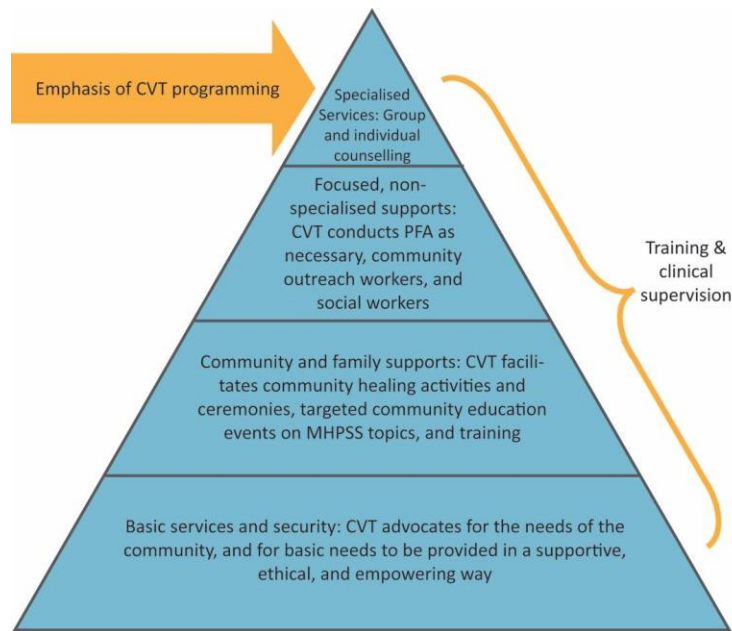 Emphasis of CVT programming
Specialised
Services: Group
and individual
counselling
Focused, non-
specialised supports:
CVT conducts PFA as
necessary, community
outreach workers, and
social workers
Training &
clinical
supervision
Community and family supports: CVT facili-
tates community healing activities and
ceremonies, targeted community education
events on MHPSS topics, and training
Basic services and security: CVT advocates for the needs of the
community, and for basic needs to be provided in a supportive,
ethical, and empowering way